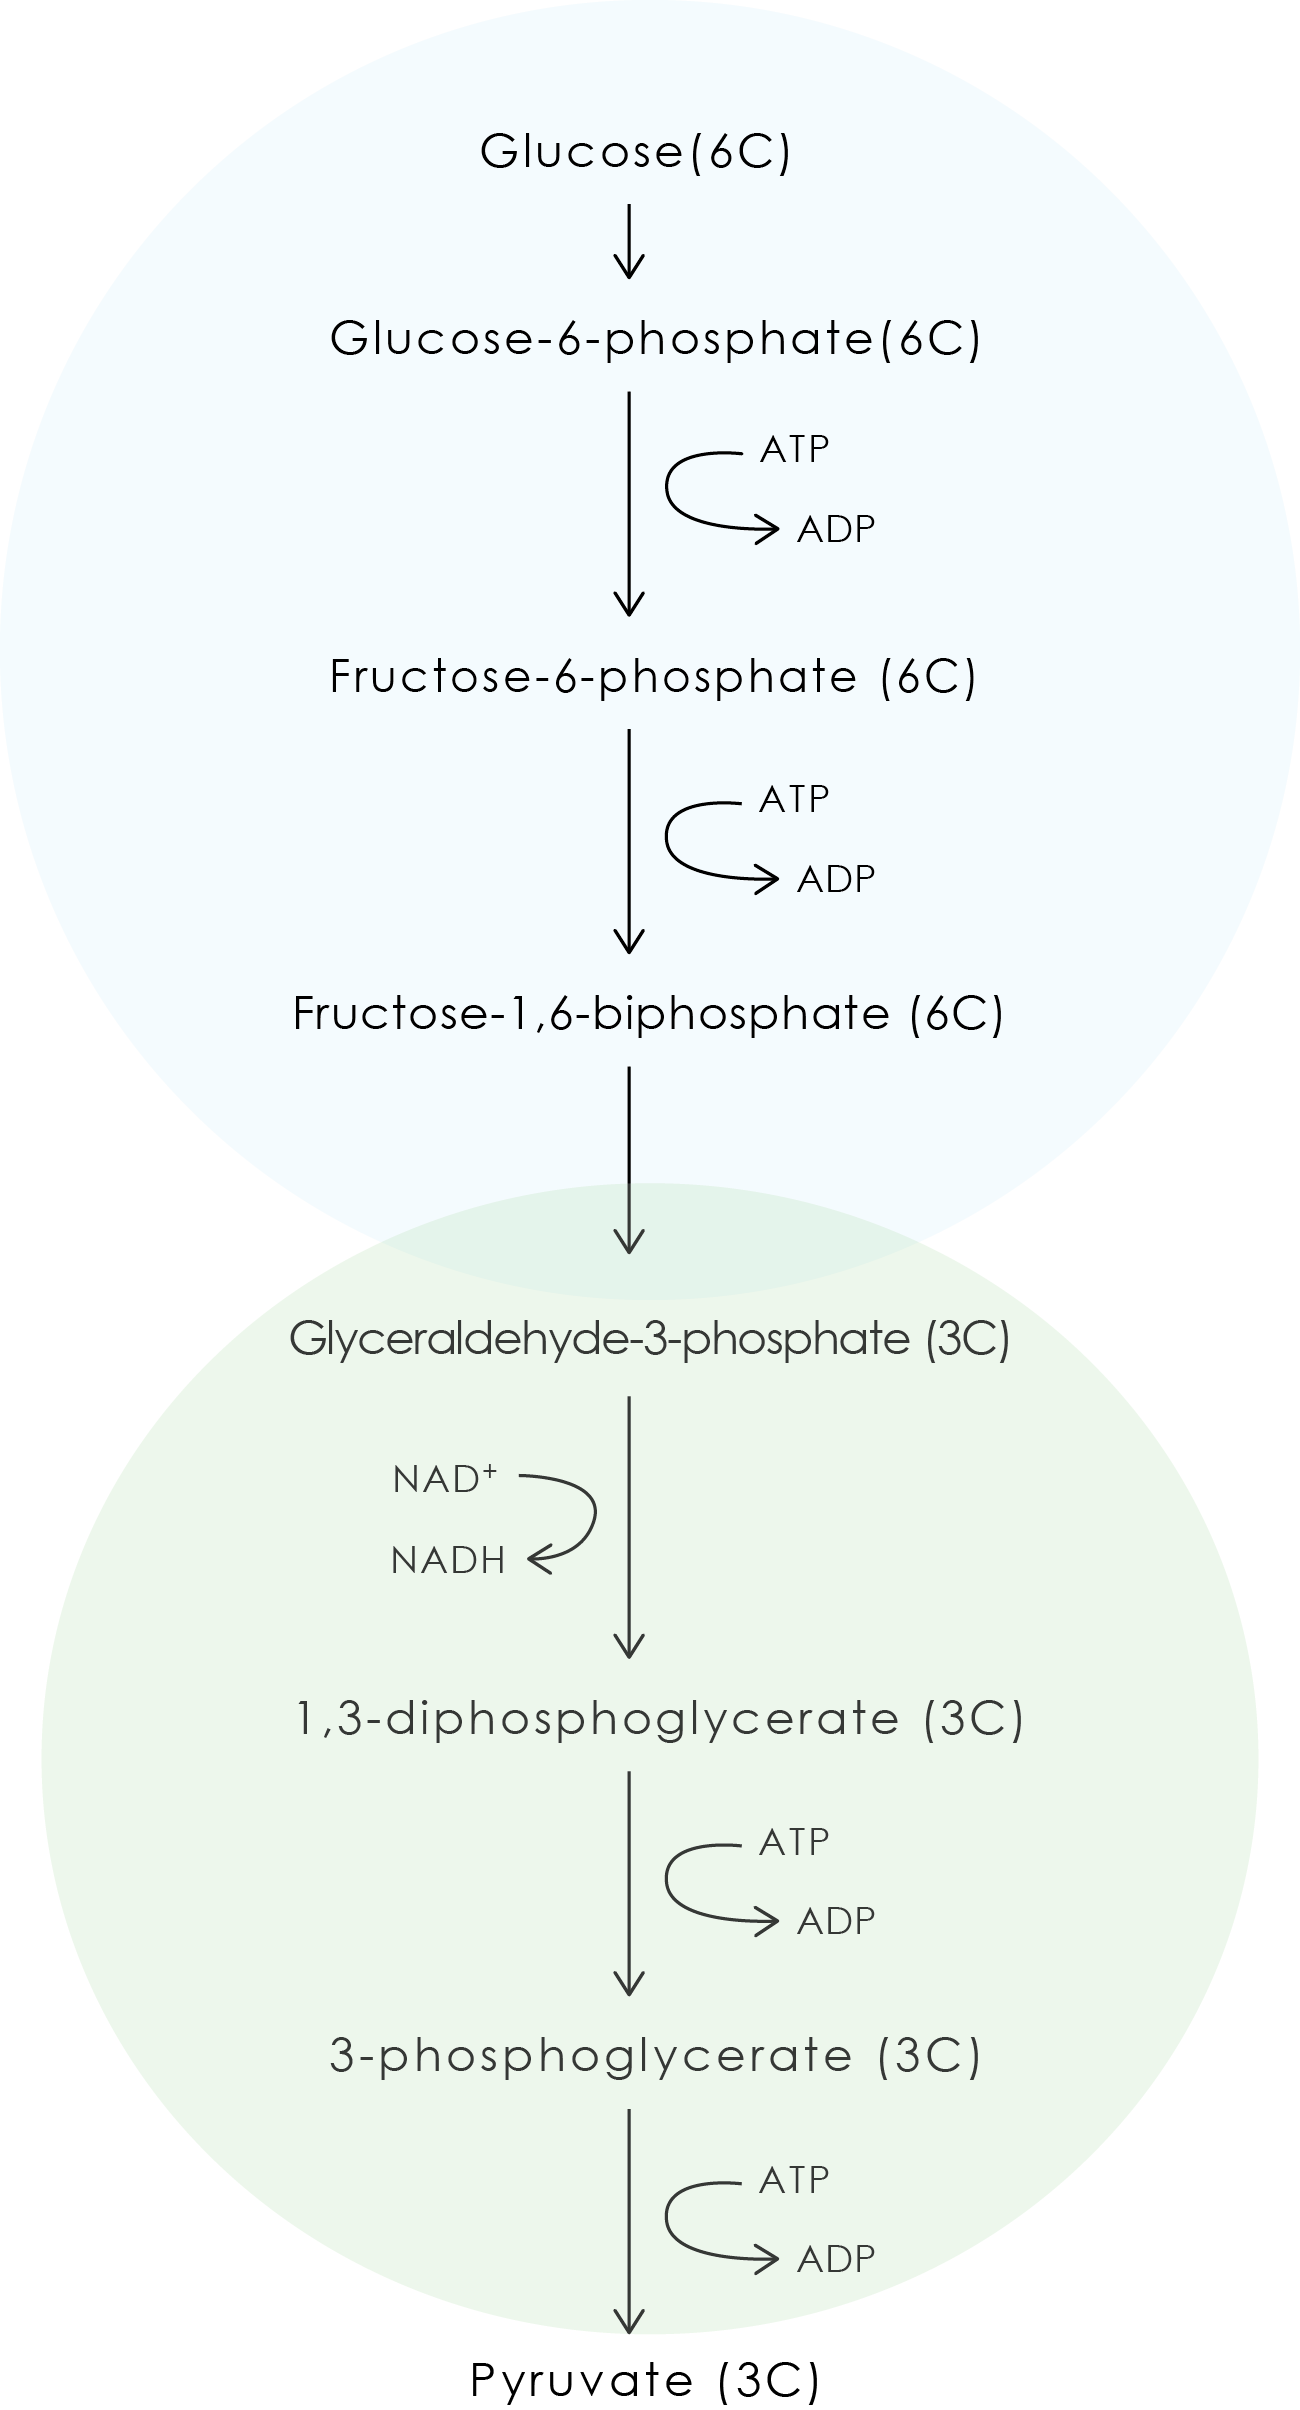 Glucose(6C)
Glucose-6-phosphate(6C)
ATP
ADP
Fructose-6-phosphate (6C)
ATP
ADP
Fructose-1,6-biphosphate (6C)
Glyceraldehyde-3-phosphate (3C)
NAD⁺
NADH
1,3-diphosphoglycerate (3C)
ATP
ADP
3-phosphoglycerate (3C)
ATP
ADP
Pyruvate (3C)